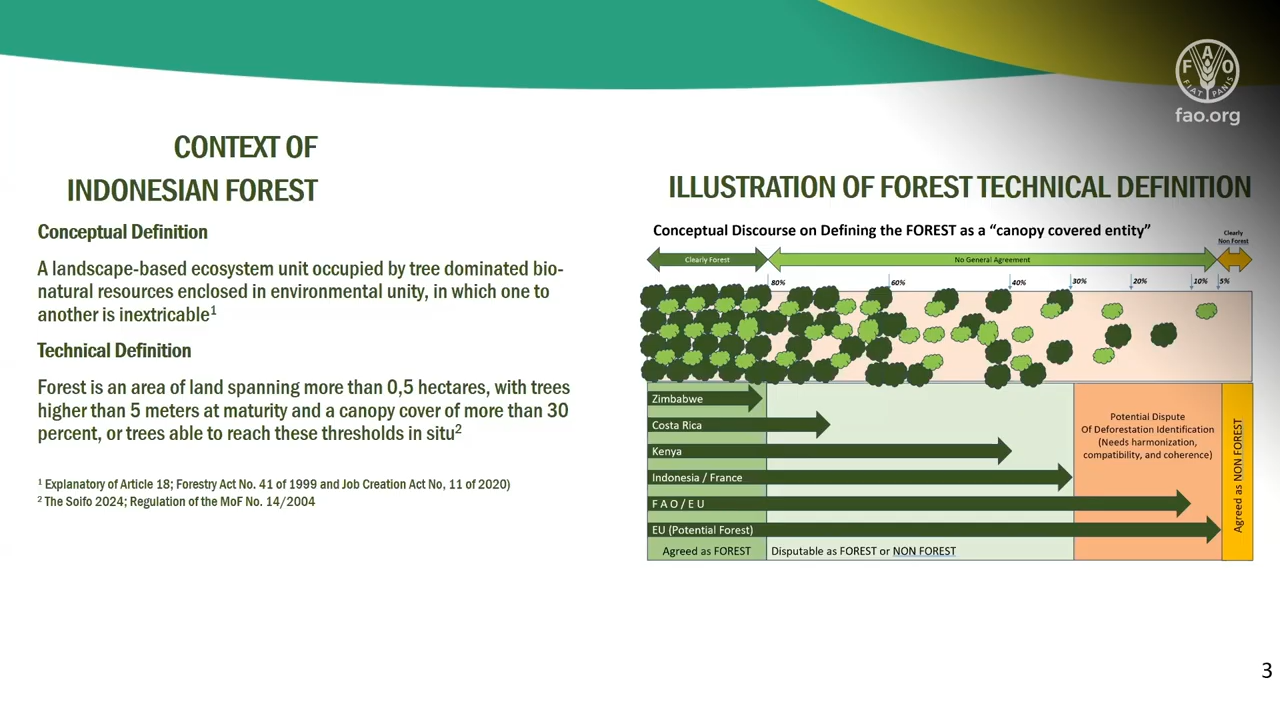 F A O
FIAT PANIS
fao.org
CONTEXT OF
INDONESIAN FOREST
Conceptual Definition
A landscape-based ecosystem unit occupied by tree dominated bio-
natural resources enclosed in environmental unity, in which one to
another is inextricable¹
Technical Definition
Forest is an area of land spanning more than 0,5 hectares, with trees
higher than 5 meters at maturity and a canopy cover of more than 30
percent, or trees able to reach these thresholds in situ²
¹ Explanatory of Article 18; Forestry Act No. 41 of 1999 and Job Creation Act No, 11 of 2020)
² The Soifo 2024; Regulation of the MoF No. 14/2004
ILLUSTRATION OF FOREST TECHNICAL DEFINITION
Conceptual Discourse on Defining the FOREST as a “canopy covered entity”
Clearly
Non Forest
Clearly Forest
No General Agreement
80%
60%
40%
30%
20%
10%
5%
Zimbabwe
Costa Rica
Kenya
Indonesia / France
F A O / E U
EU (Potential Forest)
Agreed as FOREST
Disputable as FOREST or NON FOREST
Potential Dispute
Of Deforestation Identification
(Needs harmonization,
compatibility, and coherence)
Agreed as NON FOREST
3